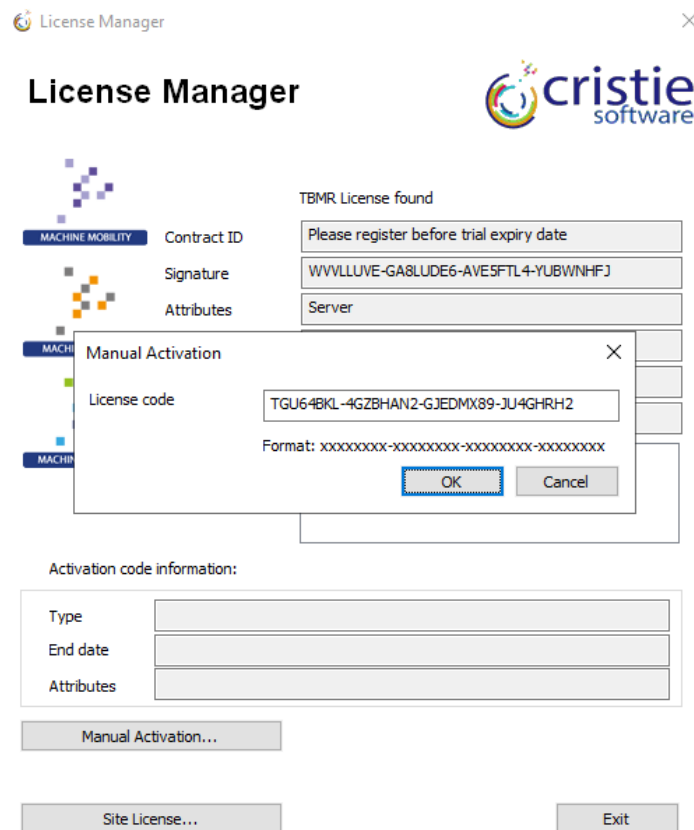 License Manager
License Manager
cristie
software
TBMR License found
MACHINE MOBILITY
Contract ID
Please register before trial expiry date
Signature
WVVLLUVE-GA8LUDE6-AVE5FTL4-YUBWNHFJ
Attributes
Server
MACHI
Manual Activation
License code
TGU64BKL-4GZBHAN2-GJEDMX89-JU4GHRH2
Format: xxxxxxxx-xxxxxxxx-xxxxxxxx-xxxxxxxx
MACHIN
OK
Cancel
Activation code information:
Type
End date
Attributes
Manual Activation...
Site License...
Exit